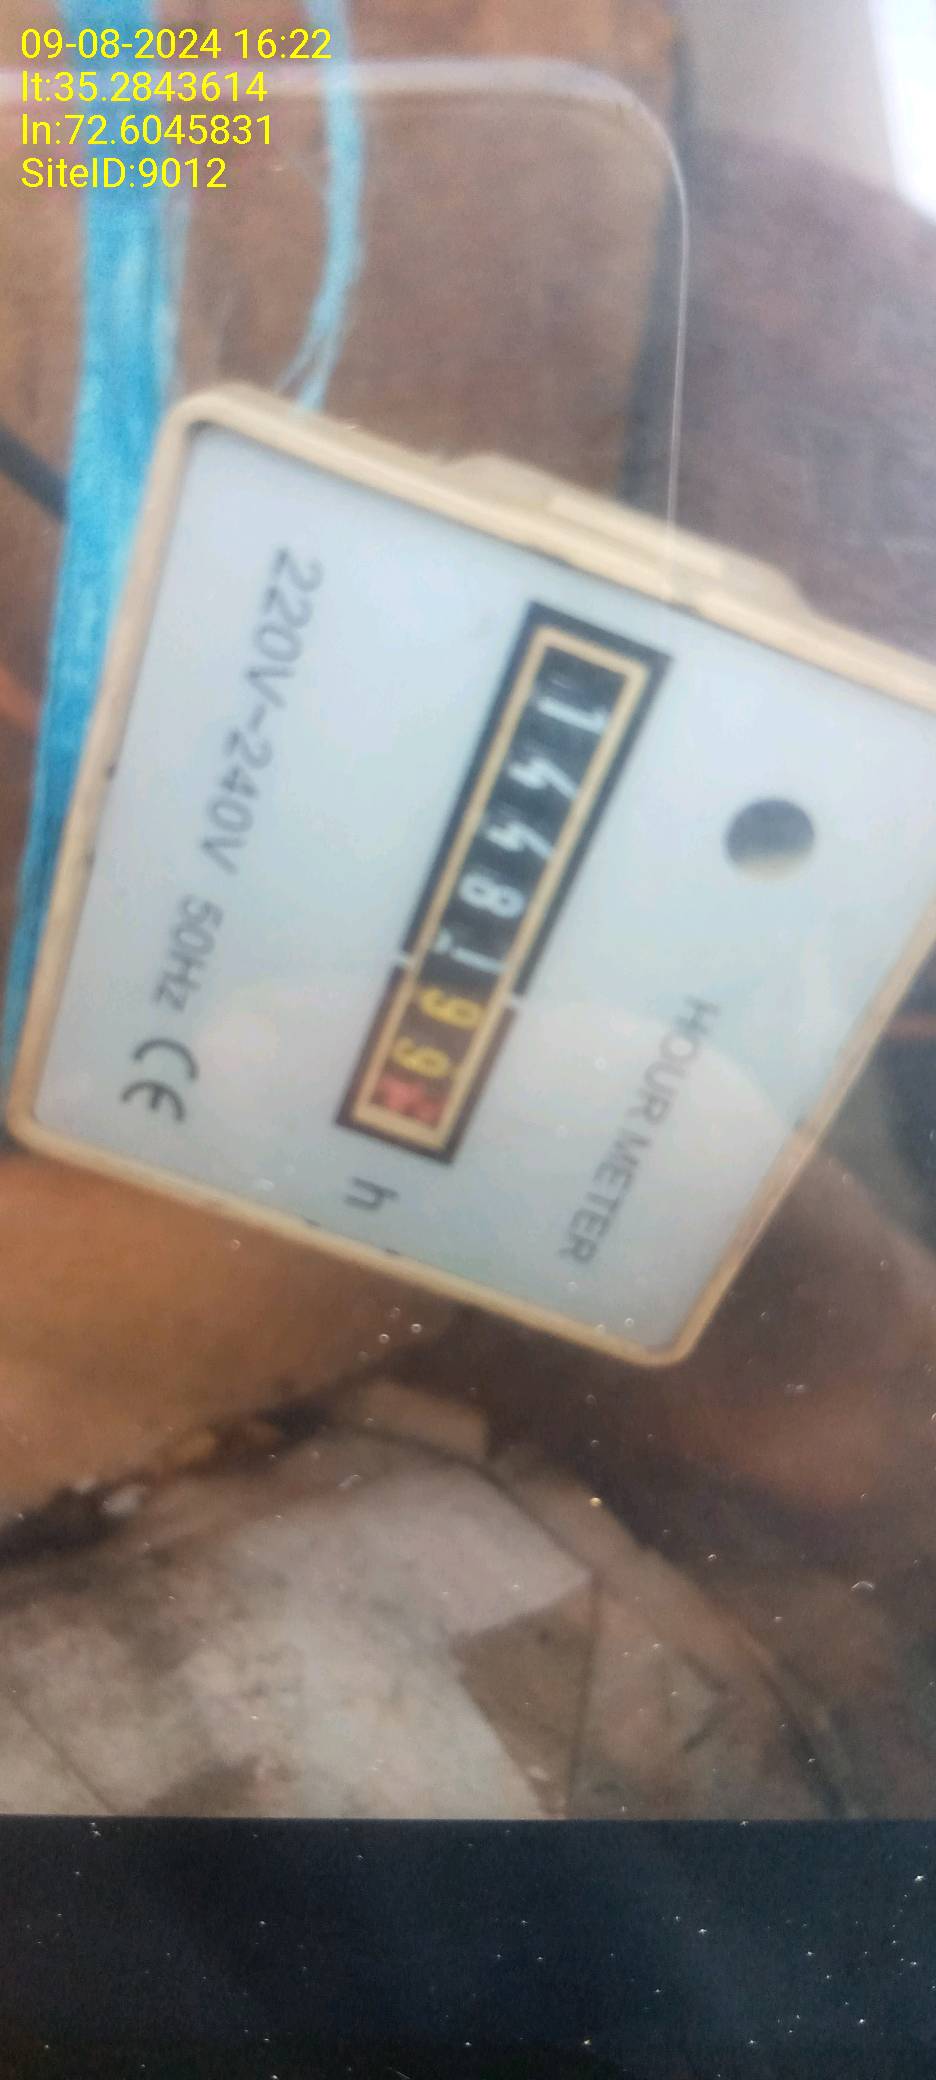 09-08-2024 16:22
lt:35.2843614
ln:72.6045831
SiteID:9012
HOUR METER
h
220V~240V 50Hz CE